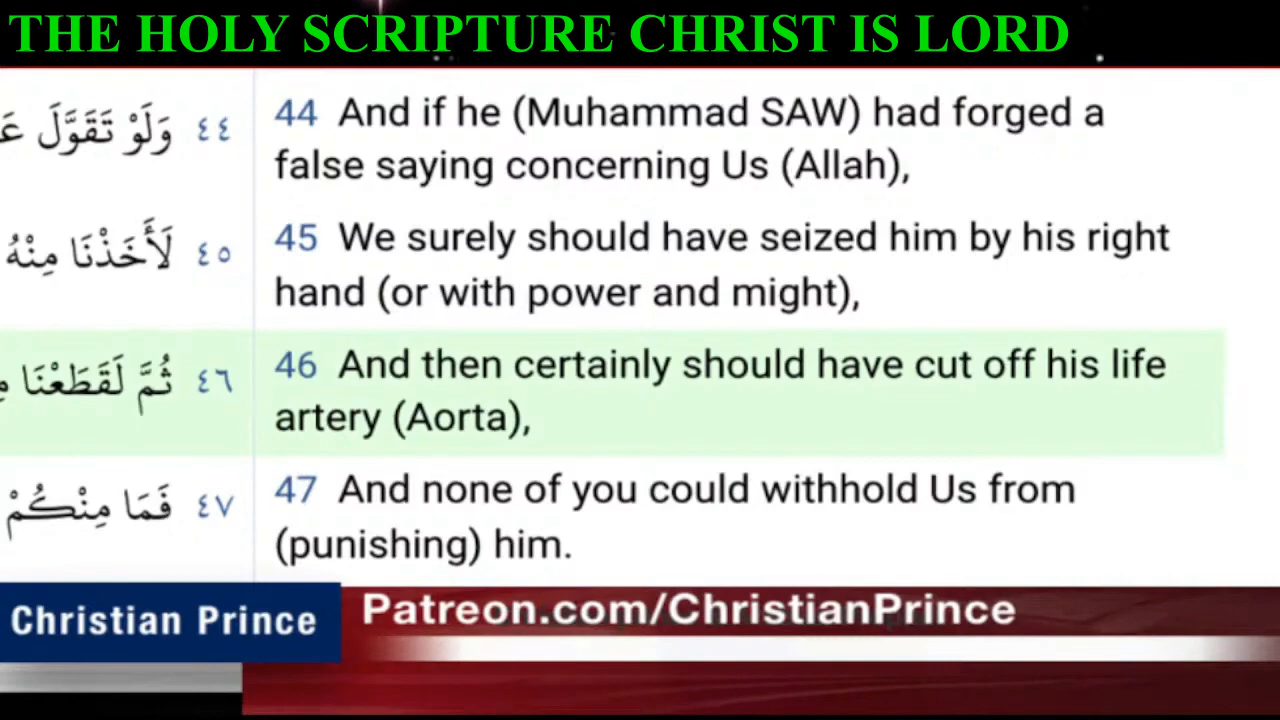 THE HOLY SCRIPTURE CHRIST IS LORD
٤٤ وَلَوْ تَقَوَّلَ
44 And if he (Muhammad SAW) had forged a
false saying concerning Us (Allah),
٤٥ لَأَخَذْنَا مِنْهُ
45 We surely should have seized him by his right
hand (or with power and might),
٤٦ ثُمَّ لَقَطَعْنَا
46 And then certainly should have cut off his life
artery (Aorta),
٤٧ فَمَا مِنْكُمْ
47 And none of you could withhold Us from
(punishing) him.
Christian Prince
Patreon.com/ChristianPrince